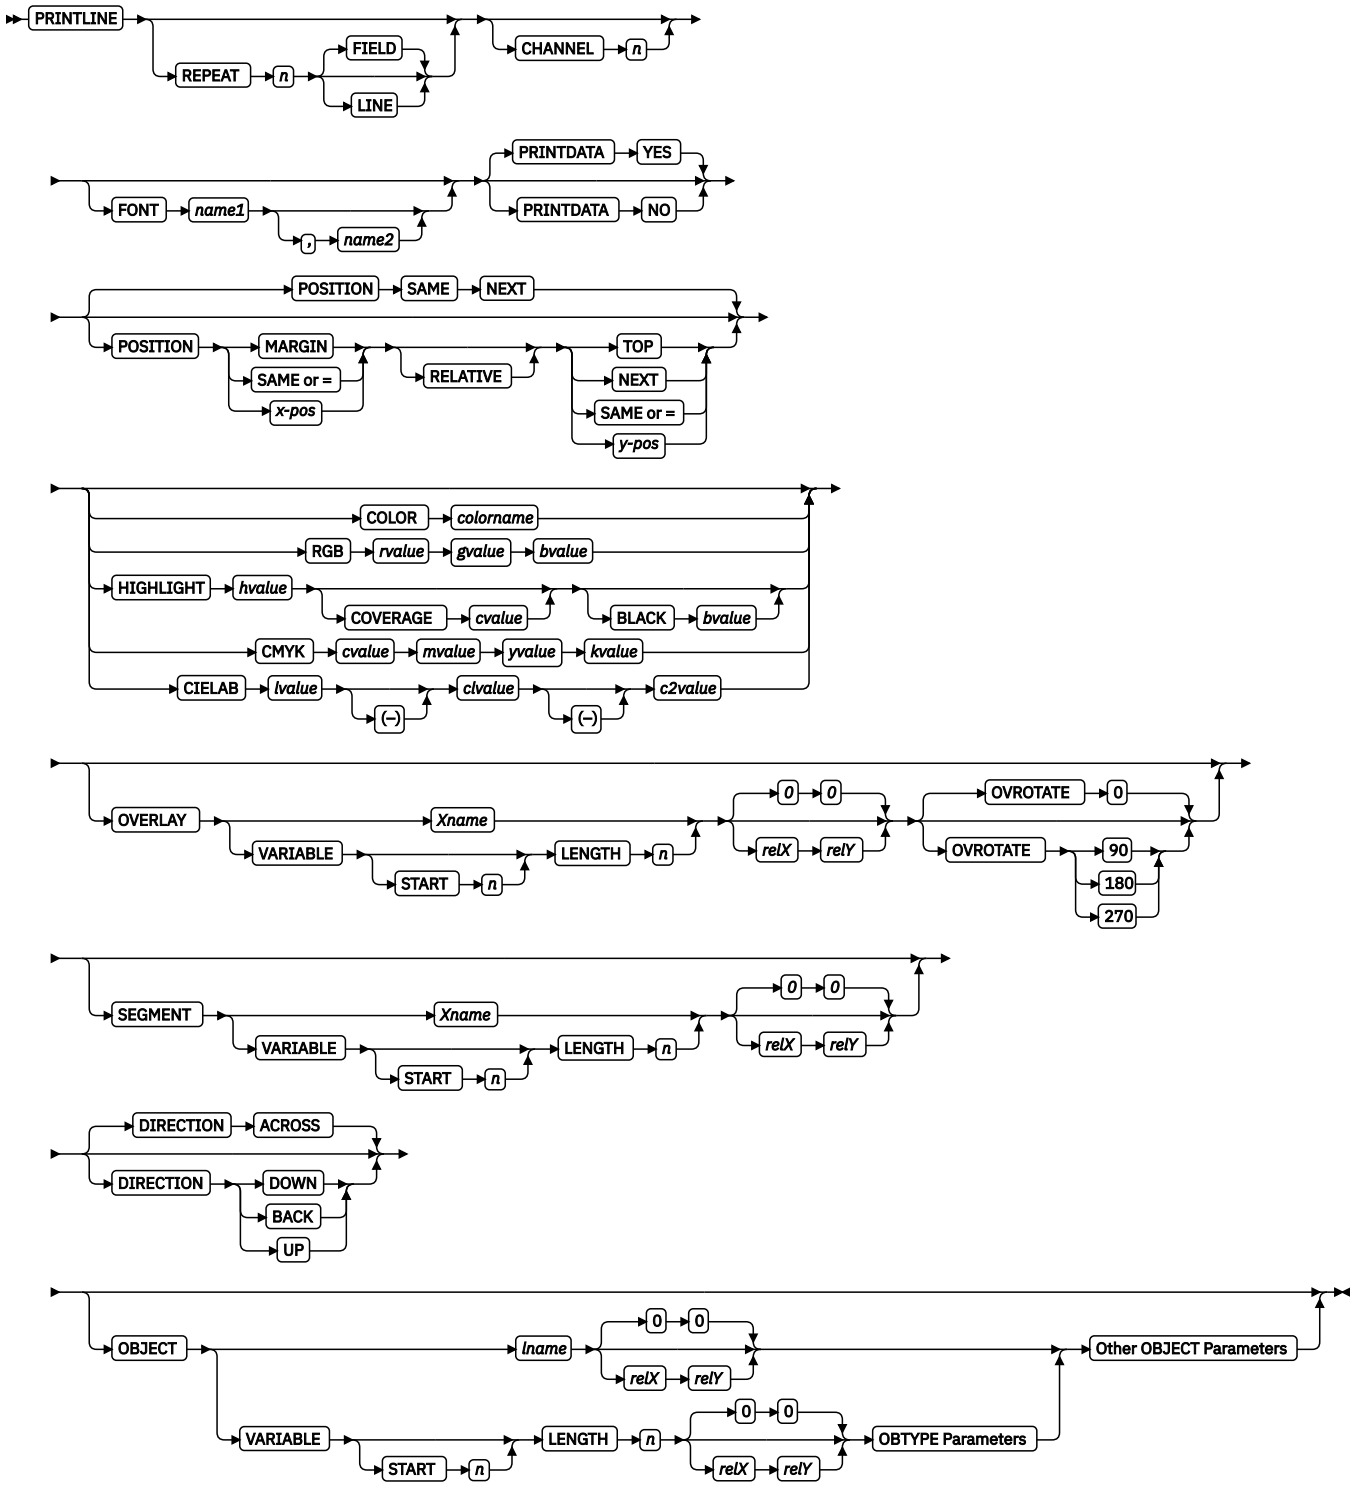 PRINTLINE
REPEAT n FIELD CHANNEL n
LINE
PRINTDATA YES
FONT name1 PRINTDATA NO
, name2
POSITION SAME NEXT
POSITION MARGIN TOP
SAME or = RELATIVE NEXT
x-pos SAME or =
y-pos
COLOR colorname
RGB rvalue gvalue bvalue
HIGHLIGHT hvalue
COVERAGE cvalue BLACK bvalue
CMYK cvalue mvalue yvalue kvalue
CIELAB lvalue clvalue c2value
(–) (–)
0 0 OVROTATE 0
OVERLAY Xname
VARIABLE LENGTH n relX relY OVROTATE 90
START n 180
270
0 0
SEGMENT Xname
VARIABLE LENGTH n relX relY
START n
DIRECTION ACROSS
DIRECTION DOWN
BACK
UP
0 0
OBJECT lname Other OBJECT Parameters
relX relY
0 0
VARIABLE LENGTH n OBTYPE Parameters
START n relX relY